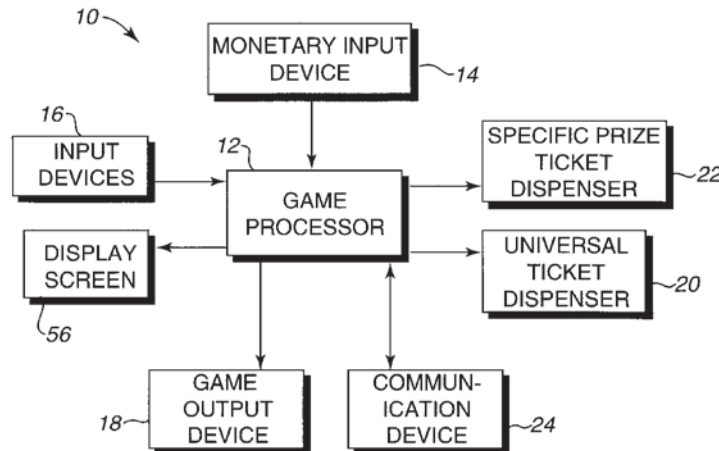 10
MONETARY INPUT
DEVICE
14
16
INPUT
DEVICES
12
GAME
PROCESSOR
SPECIFIC PRIZE
TICKET
DISPENSER
22
DISPLAY
SCREEN
56
UNIVERSAL
TICKET
DISPENSER
20
GAME
OUTPUT
DEVICE
18
COMMUN-
ICATION
DEVICE
24